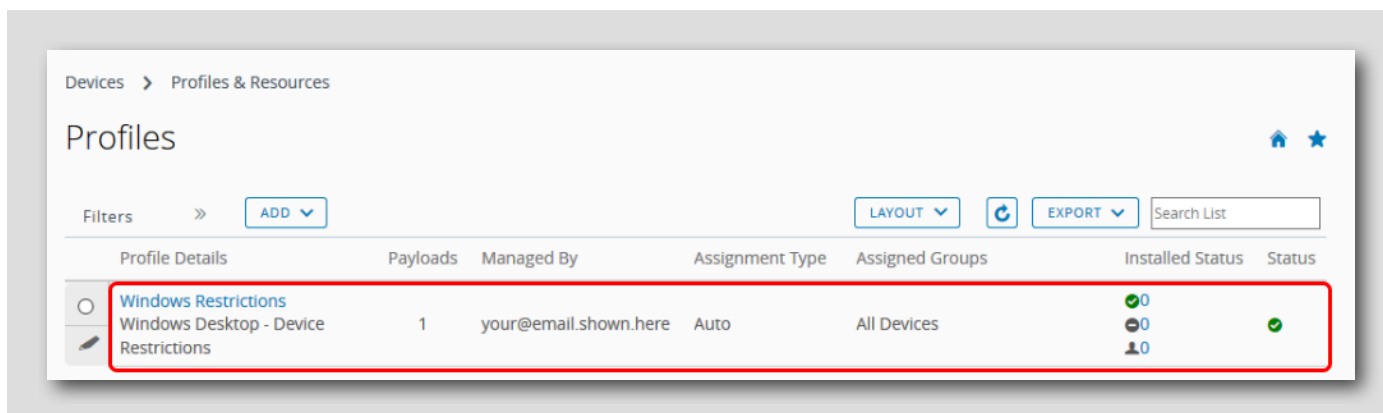 Devices > Profiles & Resources
Profiles
Filters » ADD LAYOUT EXPORT Search List
Profile Details Payloads Managed By Assignment Type Assigned Groups Installed Status Status
Windows Restrictions
Windows Desktop - Device
Restrictions
1 your@email.shown.here Auto All Devices
0
0
0